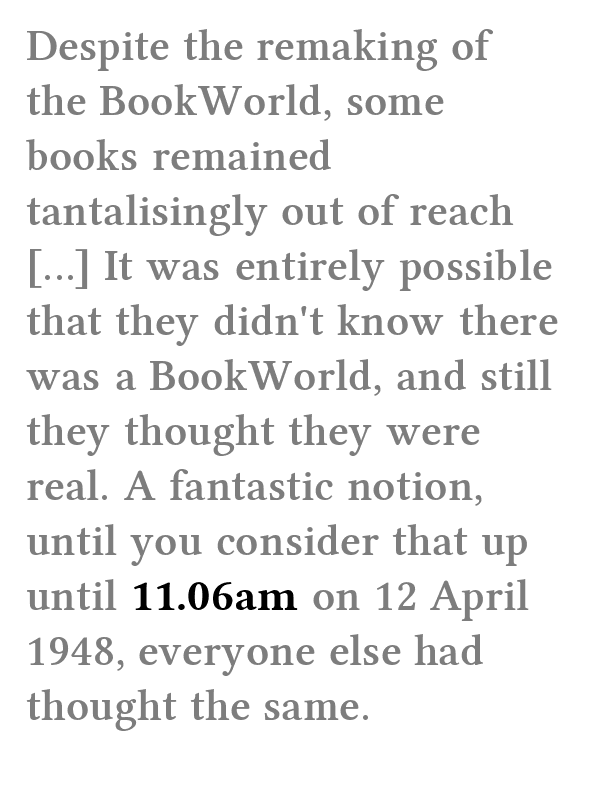 Despite the remaking of
the BookWorld, some
books remained
tantalisingly out of reach
[...] It was entirely possible
that they didn't know there
was a BookWorld, and still
they thought they were
real. A fantastic notion,
until you consider that up
until 11.06am on 12 April
1948, everyone else had
thought the same.